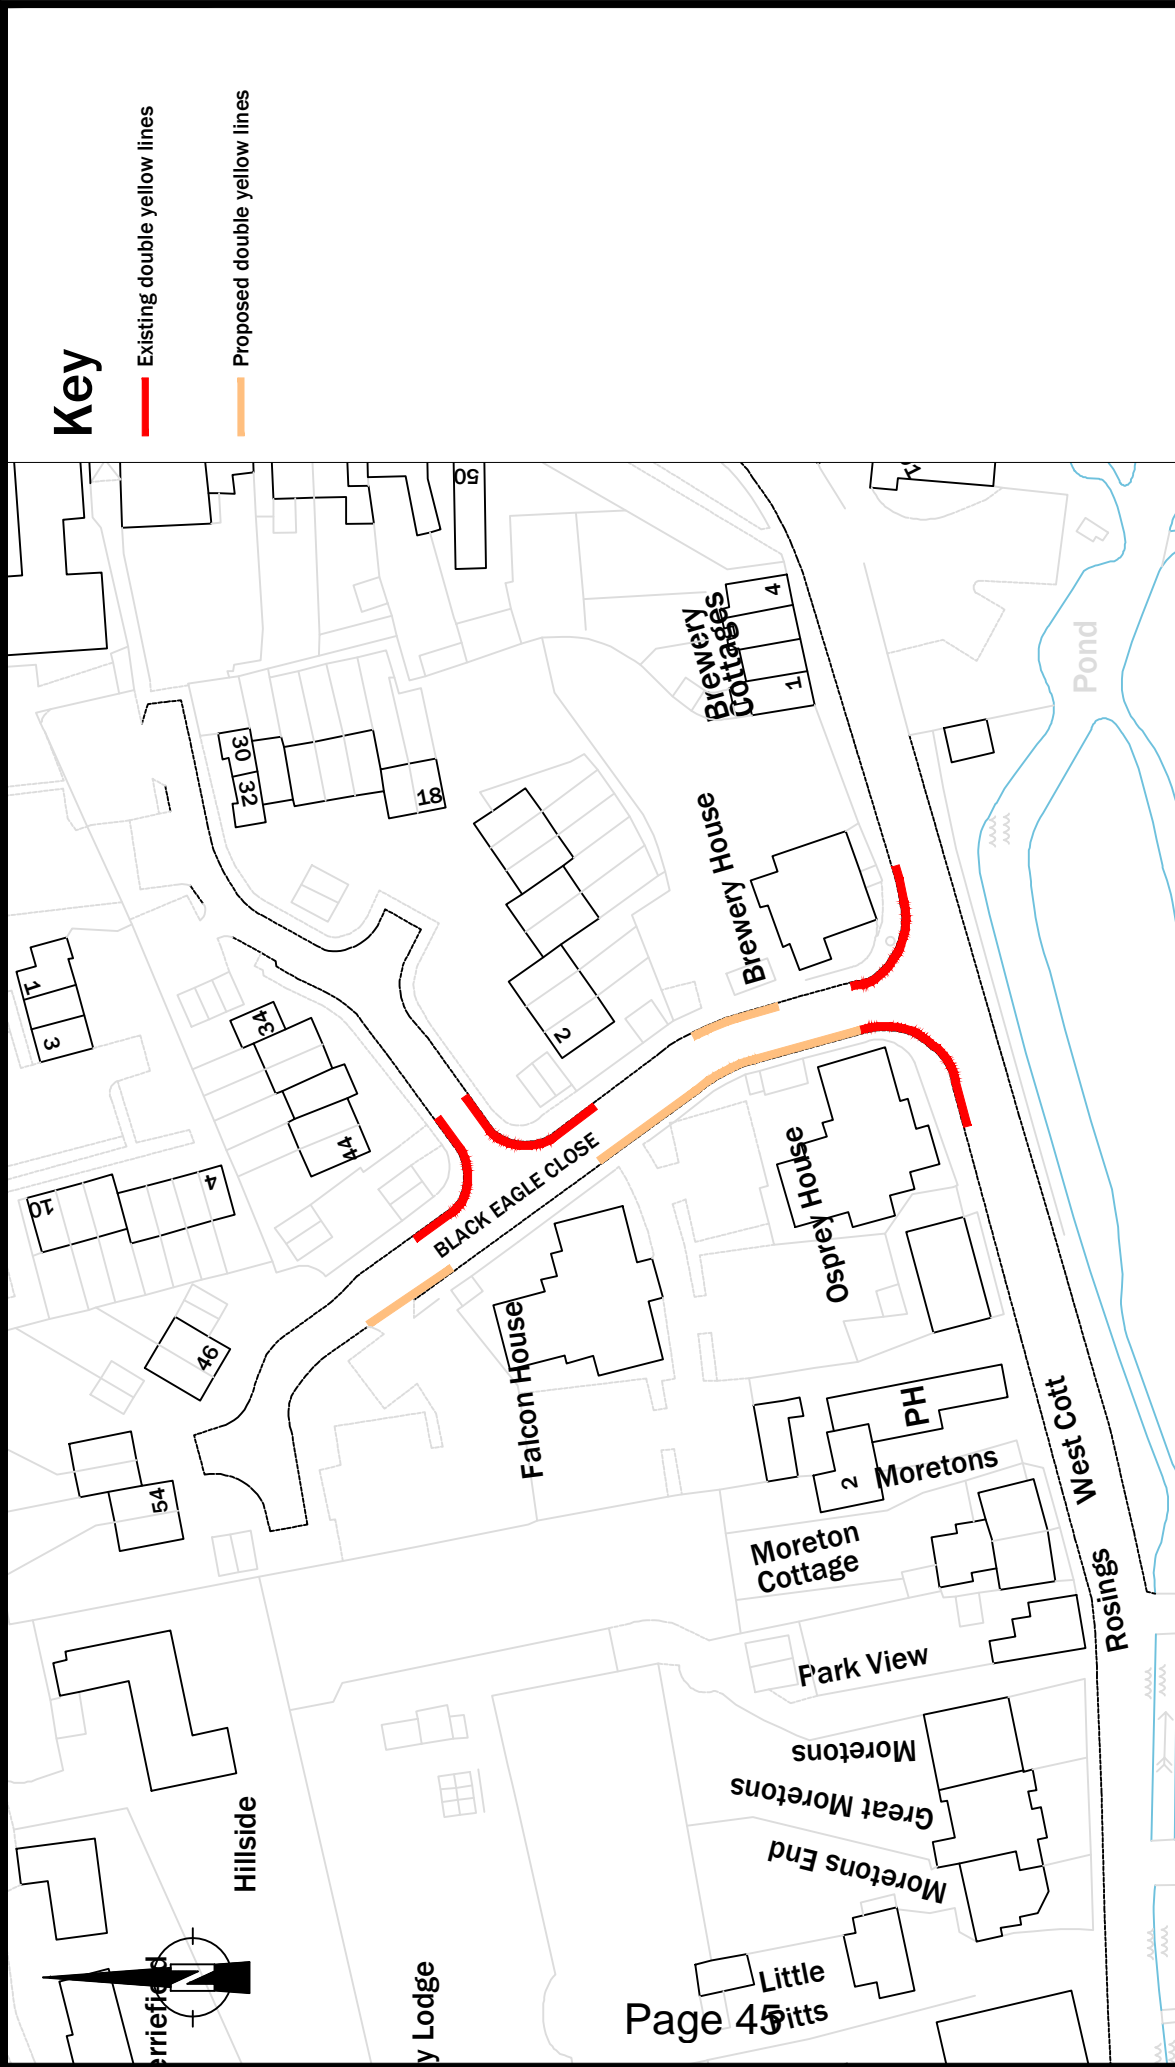 Key
Existing double yellow lines
Proposed double yellow lines
50
Brewery
Cottages
4
1
Pond
30
32
18
Brewery House
1
3
34
44
2
BLACK EAGLE CLOSE
10
4
46
54
Osprey House
Falcon House
PH
2
Moretons
West Cott
Moreton
Cottage
Rosings
Park View
Moretons
Great Moretons
Moretons End
Hillside
N
erriefield
y Lodge
Little
Pitts
Page 45